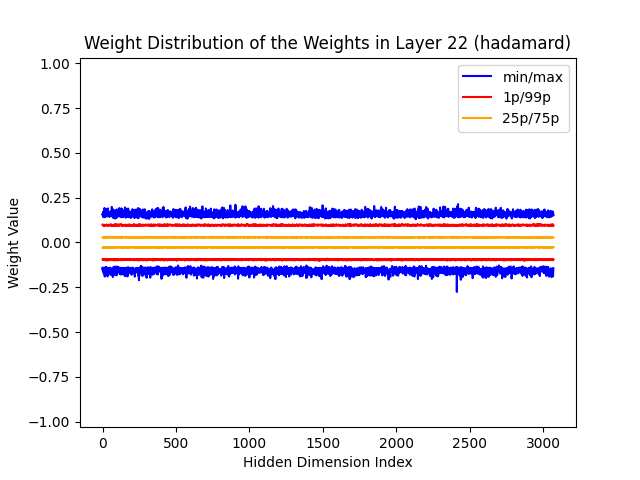 Weight Distribution of the Weights in Layer 22 (hadamard)
min/max
1p/99p
25p/75p
1.00
0.75
0.50
0.25
0.00
−0.25
−0.50
−0.75
−1.00
Weight Value
0 500 1000 1500 2000 2500 3000
Hidden Dimension Index